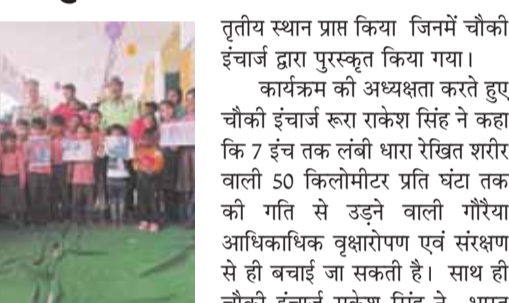 तृतीय स्थान प्राप्त किया जिनमें चौकी
इंचार्ज द्वारा पुरस्कृत किया गया।
कार्यक्रम की अध्यक्षता करते हुए
चौकी इंचार्ज रूरा राकेश सिंह ने कहा
कि 7 इंच तक लंबी धारा रेखित शरीर
वाली 50 किलोमीटर प्रति घंटा तक
की गति से उड़ने वाली गौरैया
आधिकाधिक वृक्षारोपण एवं संरक्षण
से ही बचाई जा सकती है। साथ ही
चौकी इंचार्ज राकेश सिंह ने